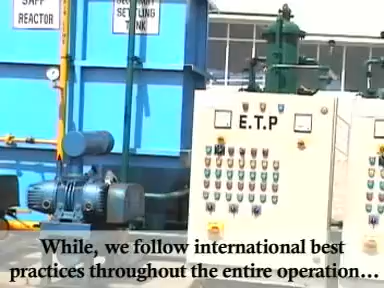 SAFF
REACTOR
SETTLING
TANK
E.T.P
While, we follow international best
practices throughout the entire operation...